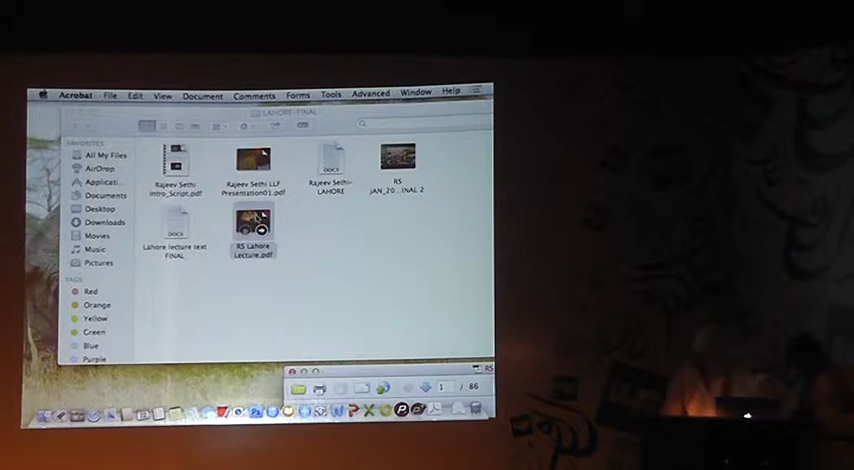 Acrobat File Edit View Document Comments Forms Tools Advanced Window Help
LAHORE-FINAL
FAVORITES
All My Files
AirDrop
Applicati...
Documents
Desktop
Downloads
Movies
Music
Pictures
TAGS
Red
Orange
Yellow
Green
Blue
Purple
Rajeev Sethi
Intro_Script.pdf
Rajeev Sethi LLF
Presentation01.pdf
DOCX
Rajeev Sethi-
LAHORE
RS
JAN_20...INAL 2
DOCX
Lahore lecture text
FINAL
RS Lahore
Lecture.pdf
RS
1 / 86